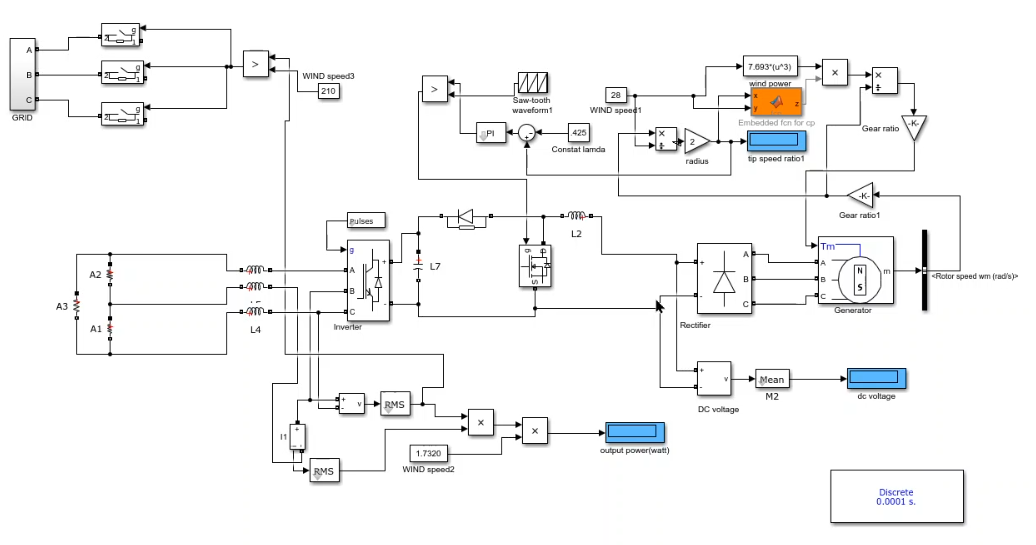 A
B
C
GRID
g
2
1
g
2
1
g
2
1
>
WIND speed3
210
>
Saw-tooth
waveform1
PI
.425
Constat lamda
28
WIND speed1
7.693*(u^3)
wind power
x
y
z
Embedded fcn for cp
×
×
÷
Gear ratio
-K-
×
÷
2
radius
tip speed ratio1
-K-
Gear ratio1
L2
Pulses
g
A
B
C
+
-
Inverter
L7
g
D
S
+
-
A
B
C
Rectifier
Tm
A
B
C
N
S
m
Generator
<Rotor speed wm (rad/s)>
A2
A3
A1
L4
+
-
v
RMS
I1
+
RMS
×
×
1.7320
WIND speed2
output power(watt)
+
-
v
DC voltage
Mean
M2
dc voltage
Discrete
0.0001 s.